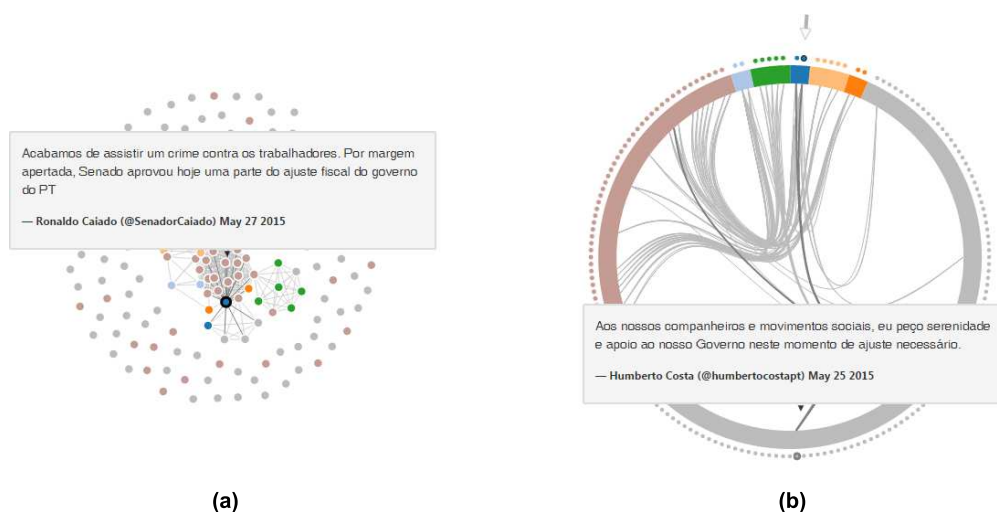 Acabamos de assistir um crime contra os trabalhadores. Por margem
apertada, Senado aprovou hoje uma parte do ajuste fiscal do governo
do PT
— Ronaldo Caiado (@SenadorCaiado) May 27 2015
Aos nossos companheiros e movimentos sociais, eu peço serenidade
e apoio ao nosso Governo neste momento de ajuste necessário.
— Humberto Costa (@humbertocostapt) May 25 2015
(a)
(b)